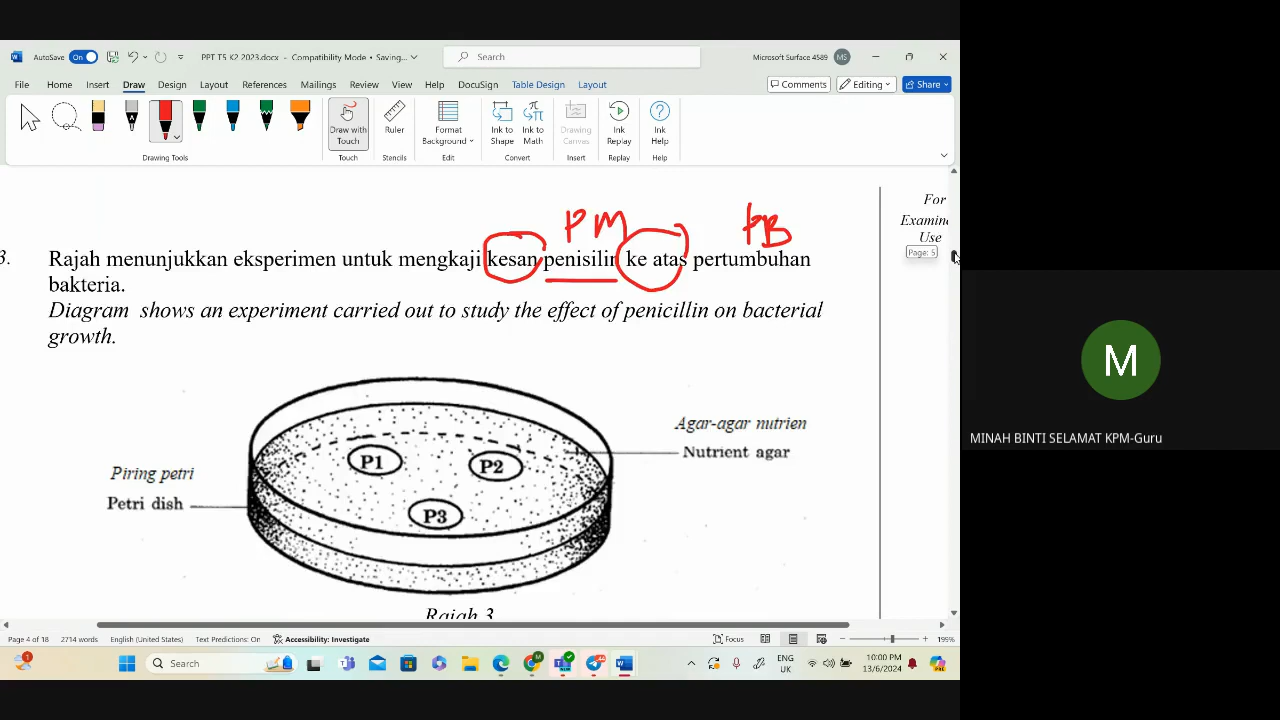 AutoSave On PPT T5 K2 2023.docx - Compatibility Mode • Saving... Search Microsoft Surface 4589 MS
File Home Insert Draw Design Layout References Mailings Review View Help DocuSign Table Design Layout Comments Editing Share
Draw with Touch Ruler Format Background Ink to Shape Ink to Math Drawing Canvas Ink Replay Ink Help
Drawing Tools Touch Stencils Edit Convert Insert Replay Help
PM PB
For
Examine
Use
Page: 5
3. Rajah menunjukkan eksperimen untuk mengkaji kesan penisilin ke atas pertumbuhan
bakteria.
Diagram shows an experiment carried out to study the effect of penicillin on bacterial
growth.
Agar-agar nutrien
Nutrient agar
P1 P2
Piring petri
Petri dish
P3
Rajah 3
M
MINAH BINTI SELAMAT KPM-Guru
Page 4 of 18 2714 words English (United States) Text Predictions: On Accessibility: Investigate Focus 199%
1 Search 44 ENG UK 10:00 PM 13/6/2024